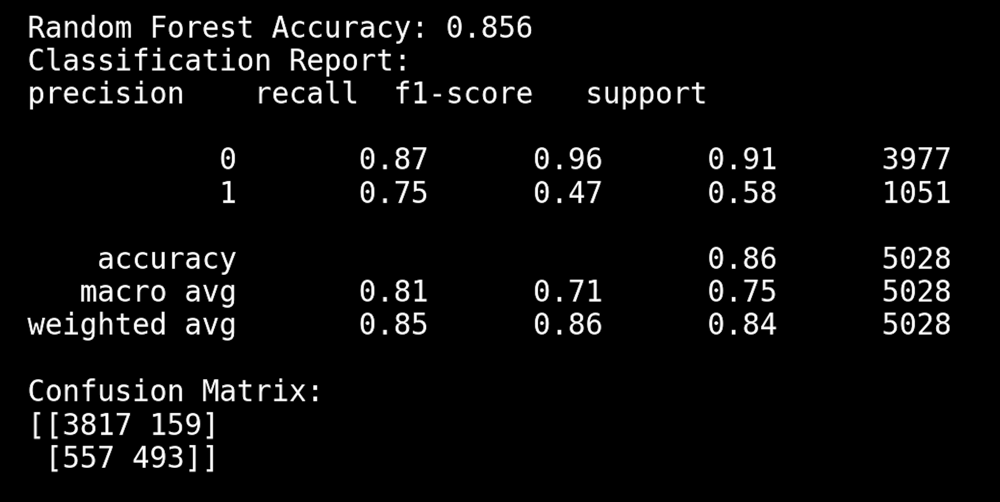 Random Forest Accuracy: 0.856
Classification Report:
precision    recall  f1-score   support

           0       0.87      0.96      0.91      3977
           1       0.75      0.47      0.58      1051

    accuracy                           0.86      5028
   macro avg       0.81      0.71      0.75      5028
weighted avg       0.85      0.86      0.84      5028

Confusion Matrix:
[[3817 159]
 [557 493]]